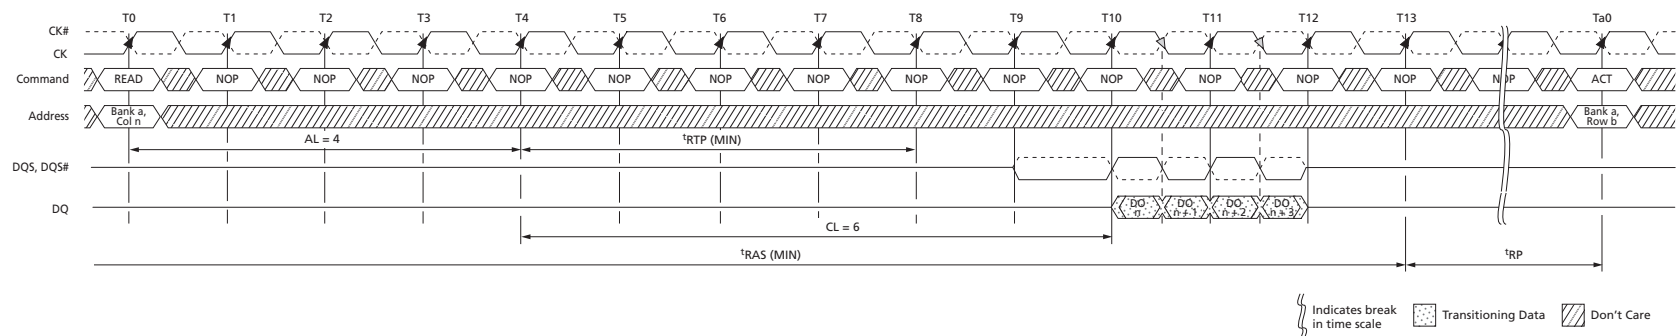 T0 T1 T2 T3 T4 T5 T6 T7 T8 T9 T10 T11 T12 T13 Ta0
CK#
CK
Command READ NOP NOP NOP NOP NOP NOP NOP NOP NOP NOP NOP NOP NOP NOP ACT
Address Bank a, Col n Bank a, Row b
AL = 4 tRTP (MIN)
DQS, DQS#
DQ DO n DO n + 1 DO n + 2 DO n + 3
CL = 6
tRAS (MIN) tRP
Indicates break in time scale Transitioning Data Don't Care